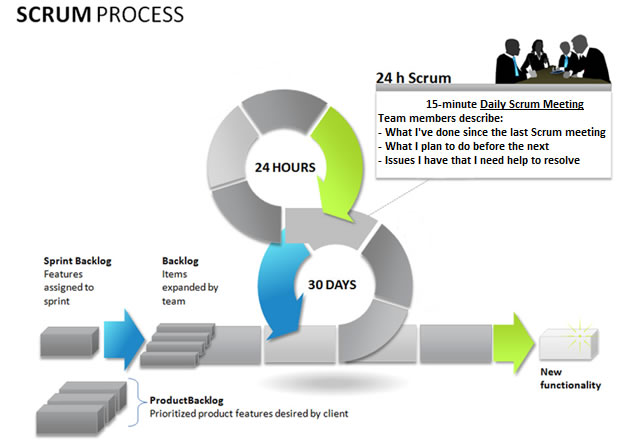 SCRUM PROCESS
24 h Scrum
15-minute Daily Scrum Meeting
Team members describe:
- What I've done since the last Scrum meeting
- What I plan to do before the next
- Issues I have that I need help to resolve
24 HOURS
30 DAYS
Sprint Backlog
Features
assigned to
sprint
Backlog
Items
expanded by
team
New
functionality
ProductBacklog
Prioritized product features desired by client